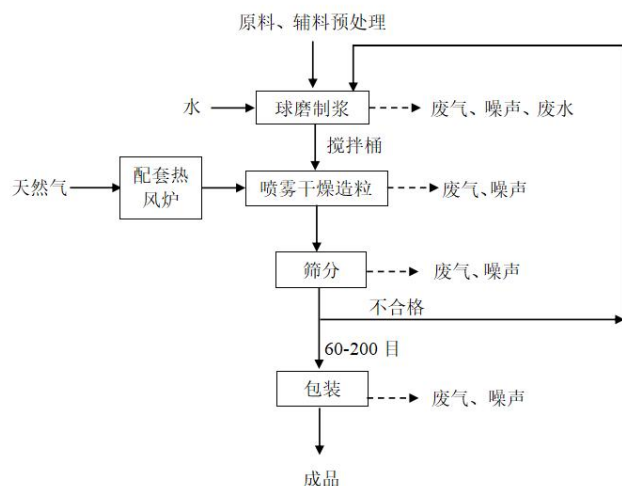 原料、辅料预处理
水
球磨制浆
废气、噪声、废水
搅拌桶
天然气
配套热
风炉
喷雾干燥造粒
废气、噪声
筛分
废气、噪声
不合格
60-200 目
包装
废气、噪声
成品